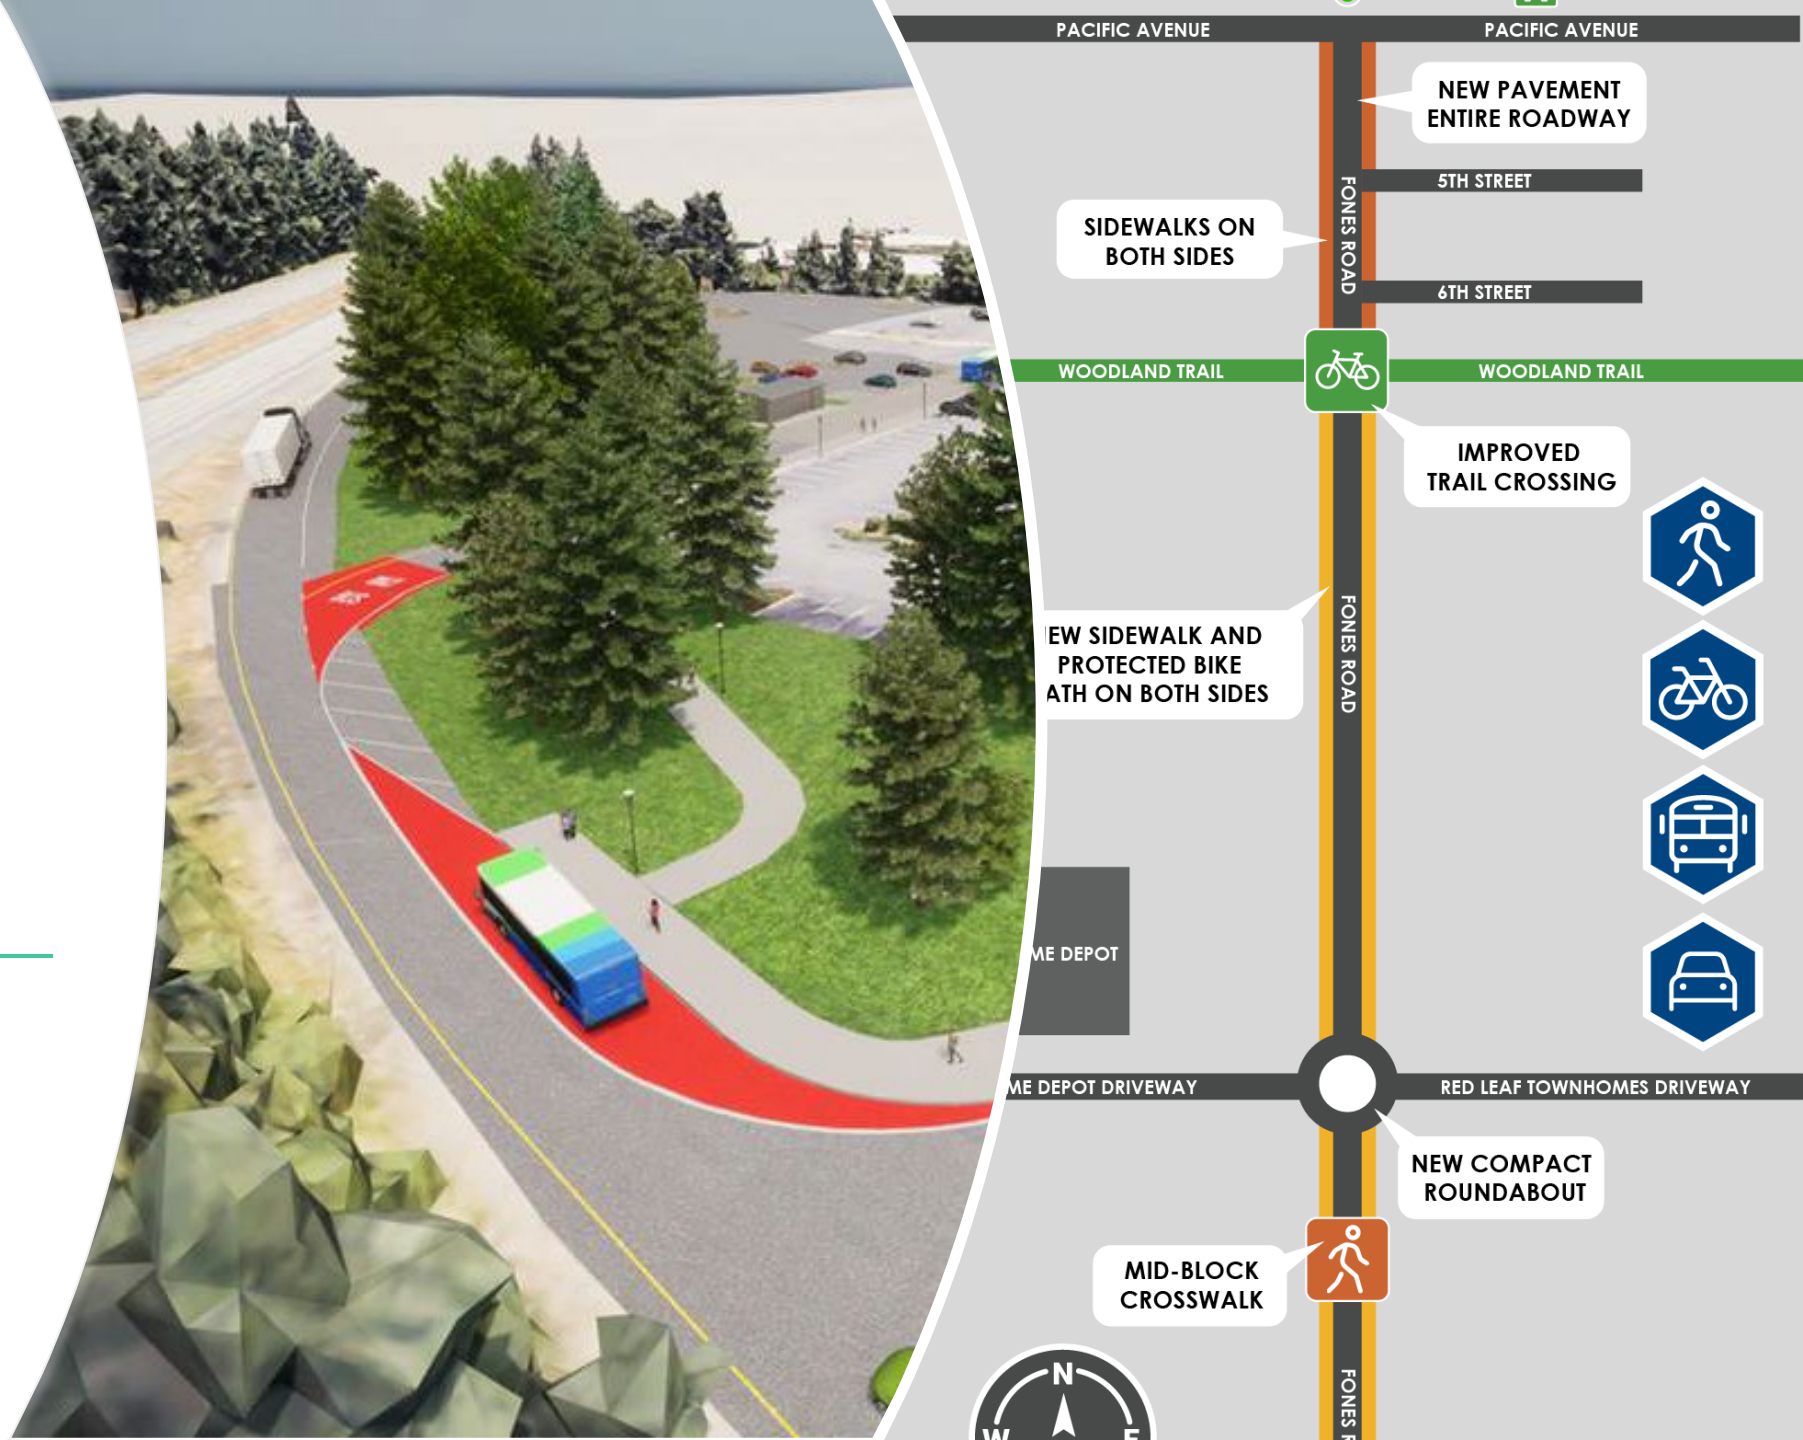 PACIFIC AVENUE
PACIFIC AVENUE
NEW PAVEMENT
ENTIRE ROADWAY
5TH STREET
FONES ROAD
SIDEWALKS ON
BOTH SIDES
6TH STREET
WOODLAND TRAIL
WOODLAND TRAIL
IMPROVED
TRAIL CROSSING
EW SIDEWALK AND
PROTECTED BIKE
ATH ON BOTH SIDES
FONES ROAD
ME DEPOT
ME DEPOT DRIVEWAY
RED LEAF TOWNHOMES DRIVEWAY
NEW COMPACT
ROUNDABOUT
MID-BLOCK
CROSSWALK
FONES
N
W
E